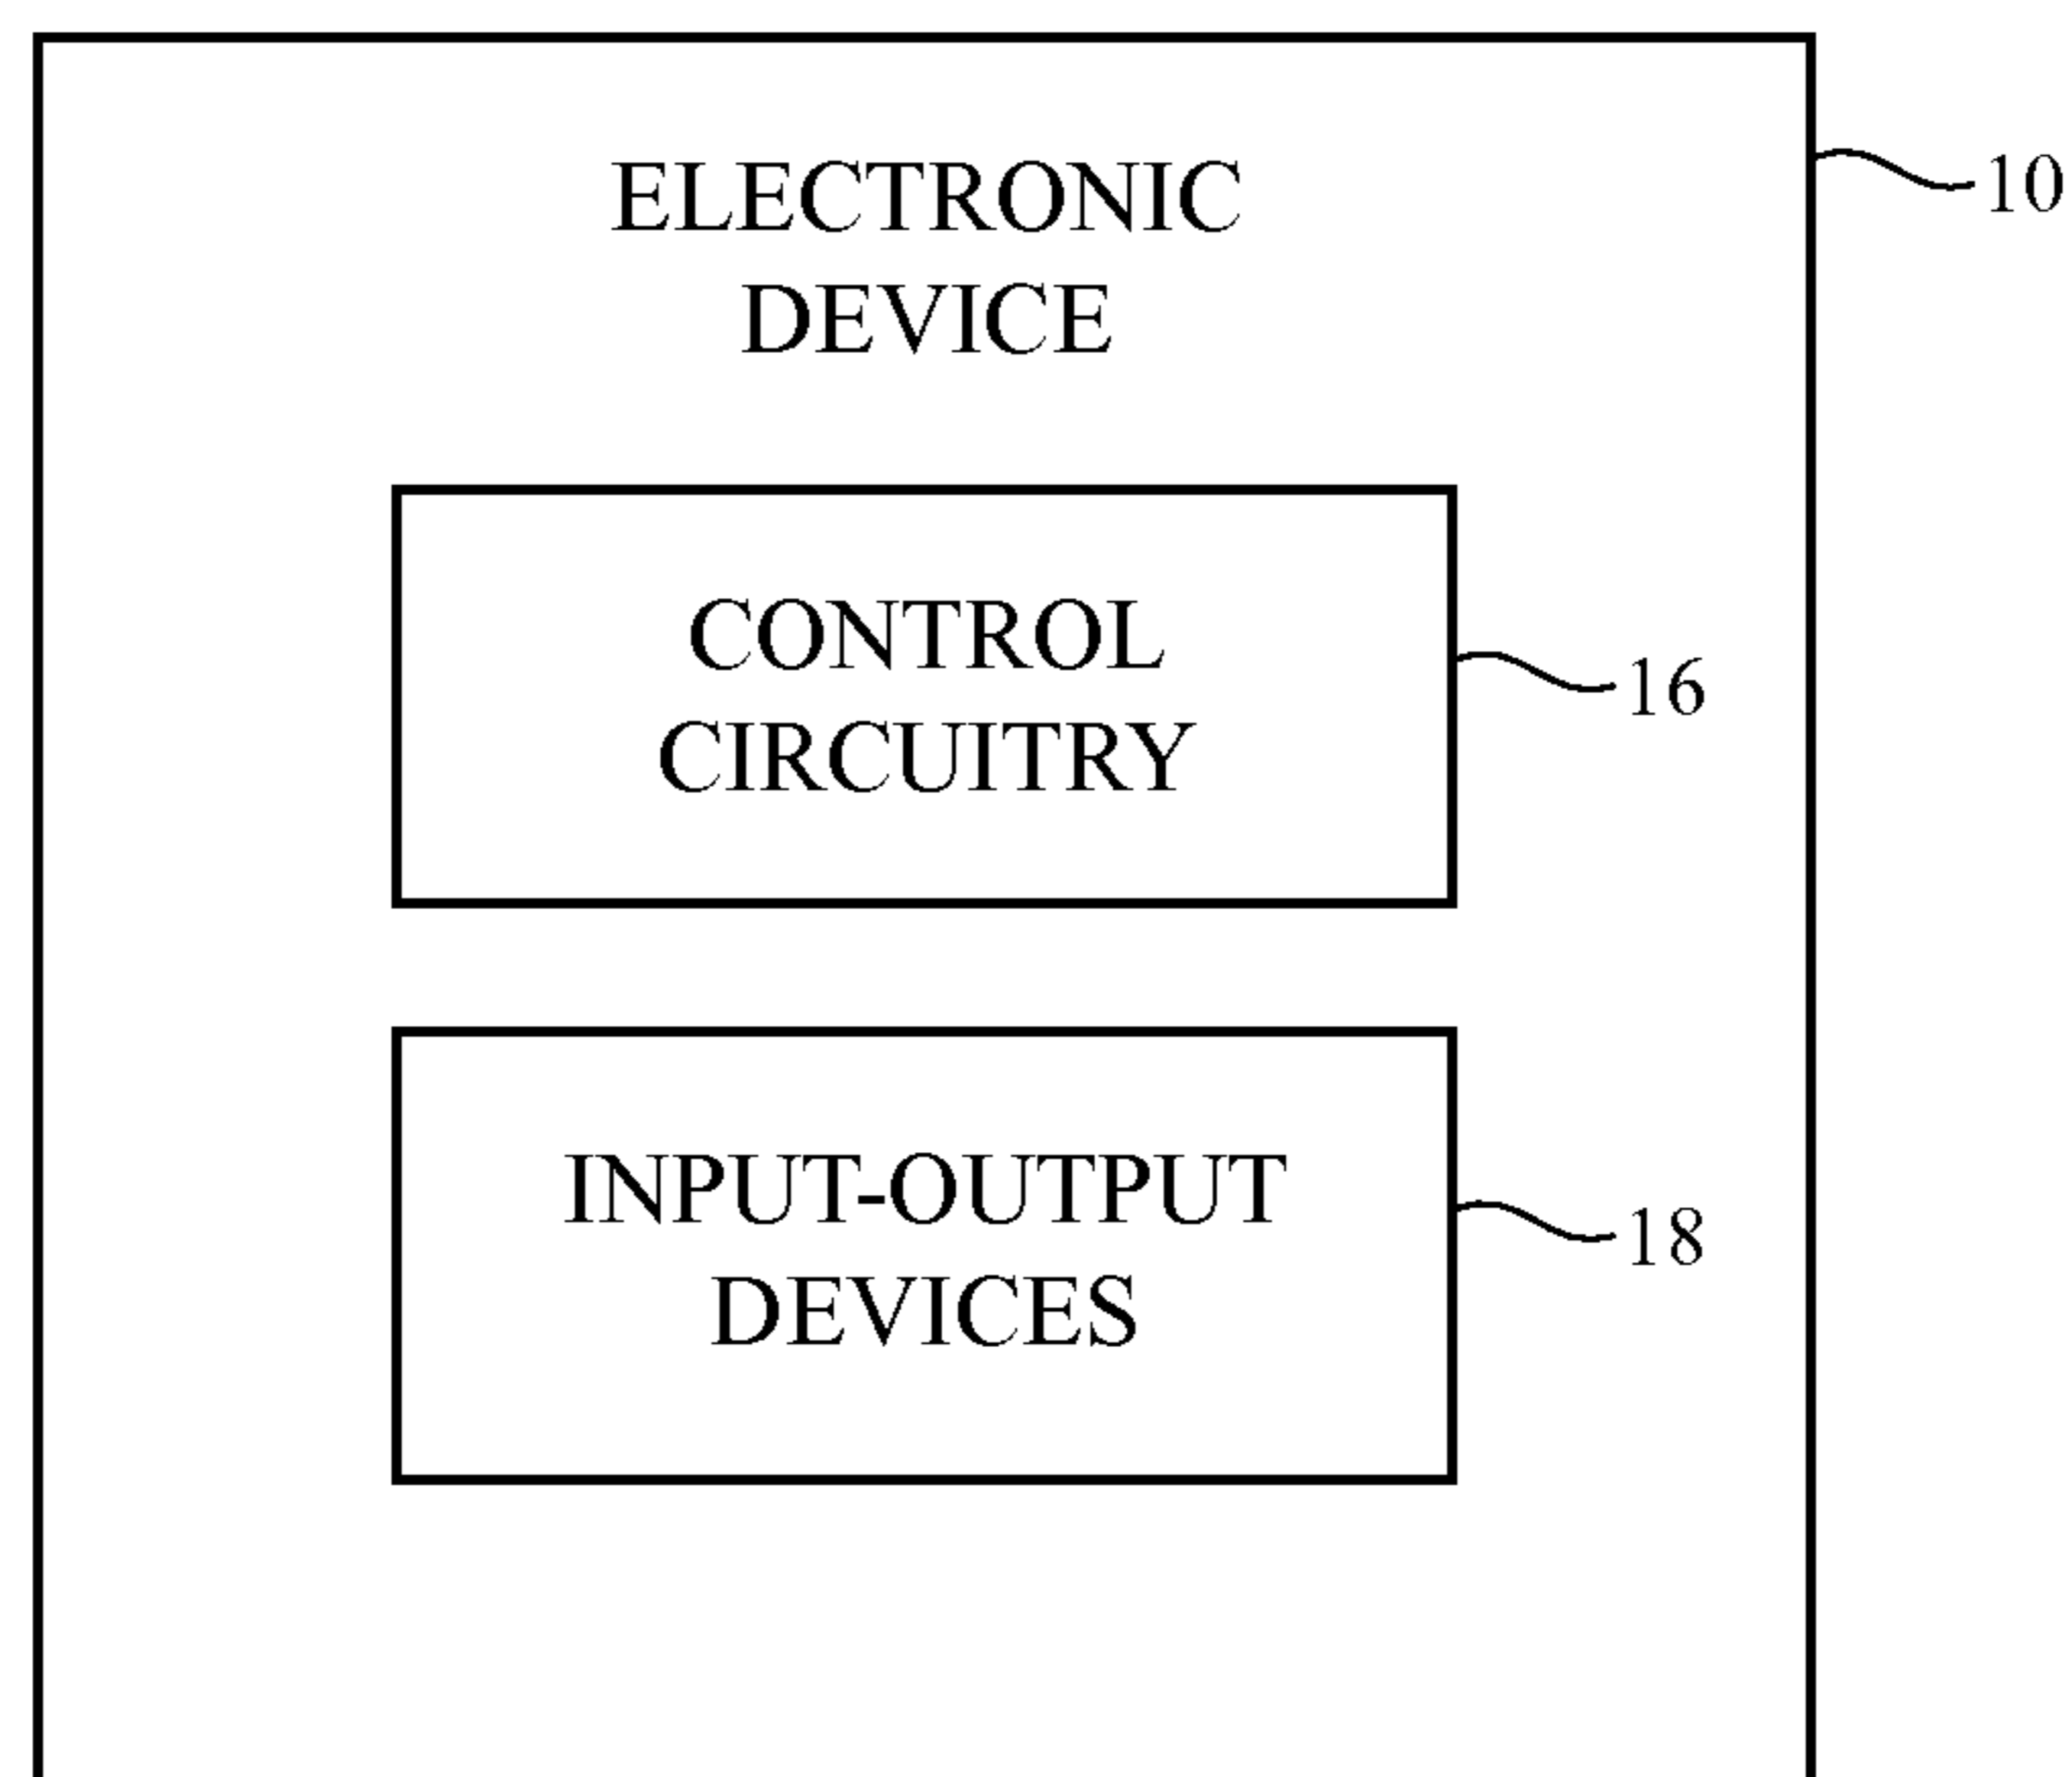 ELECTRONIC
DEVICE
10
CONTROL
CIRCUITRY
16
INPUT-OUTPUT
DEVICES
18